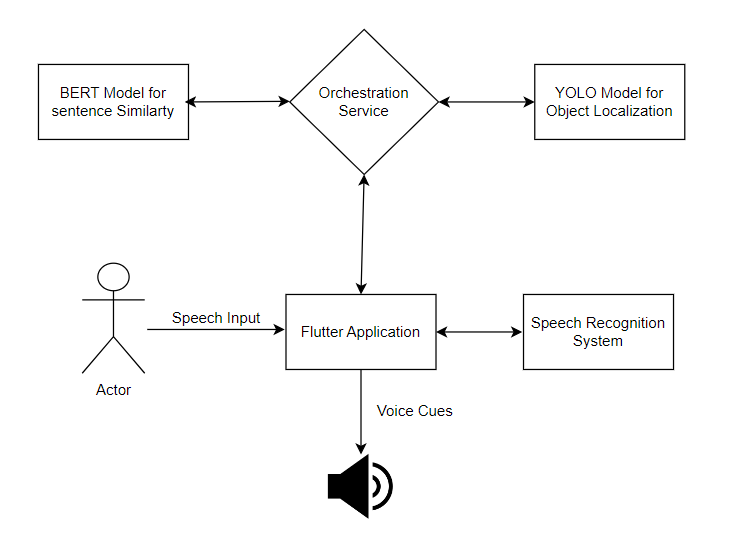 BERT Model for
sentence Similarty
Orchestration
Service
YOLO Model for
Object Localization
Speech Input
Flutter Application
Speech Recognition
System
Actor
Voice Cues